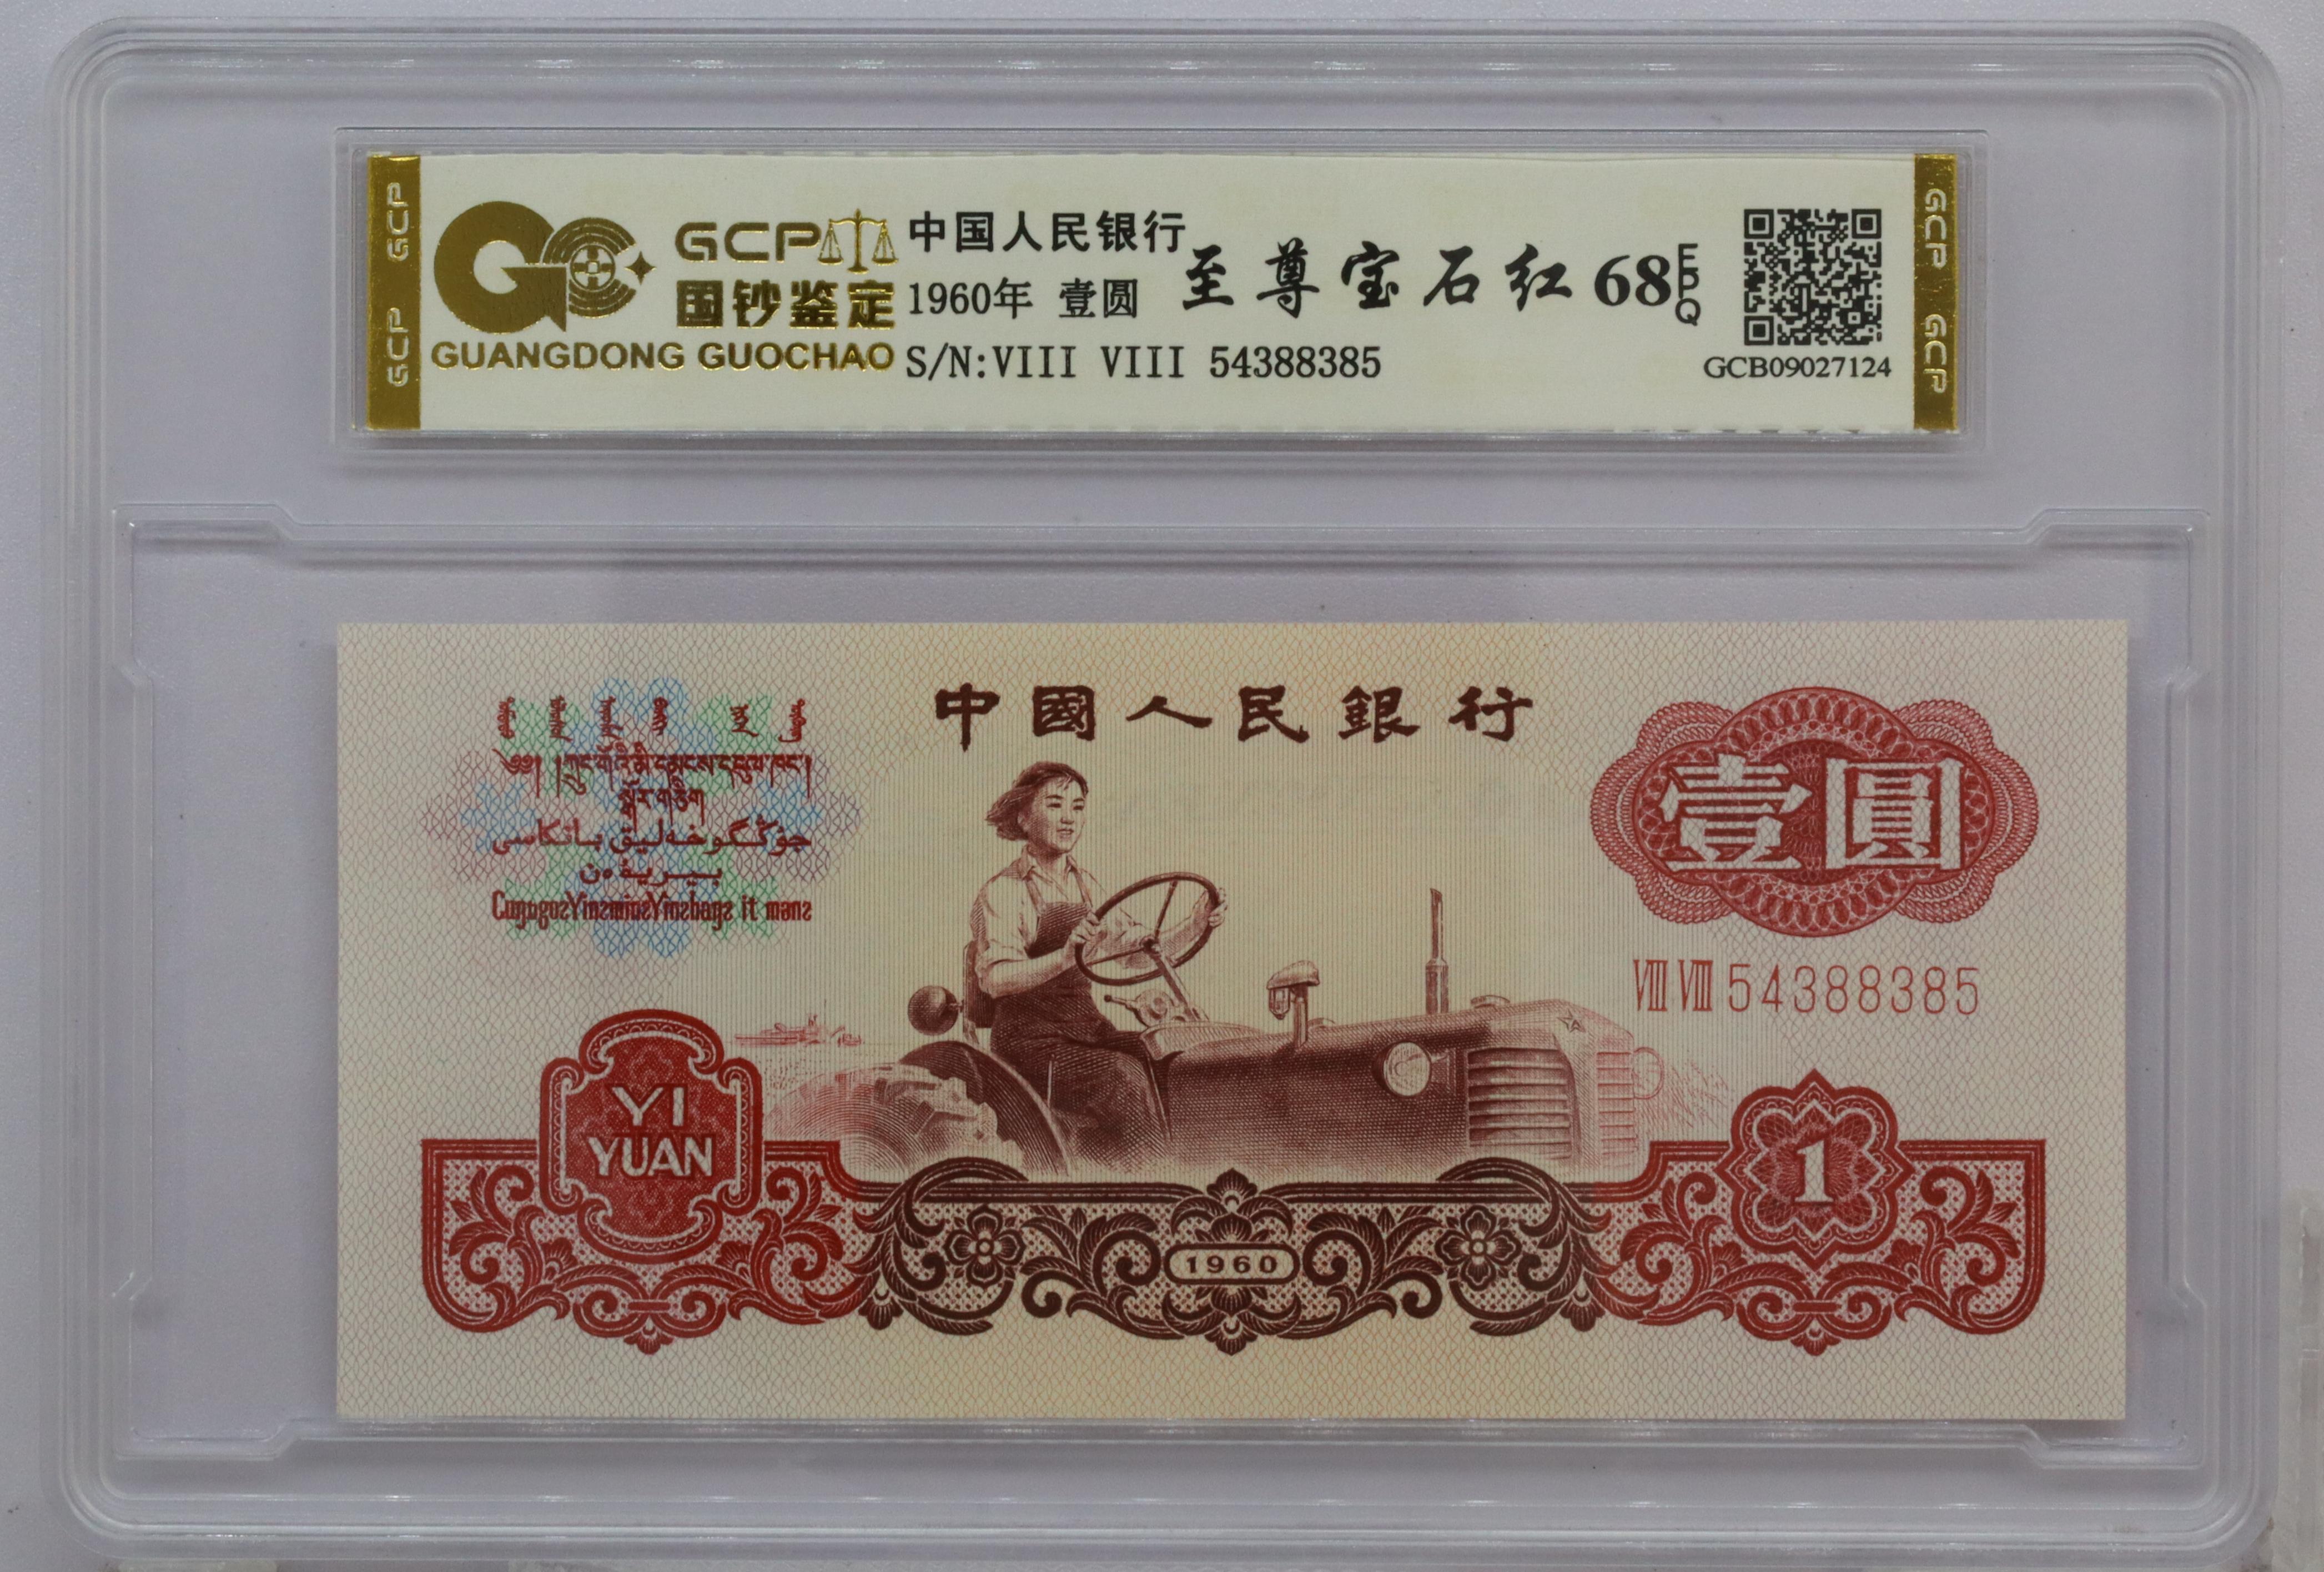 GCP
GCP
GCP
国钞鉴定
GUANGDONG GUOCHAO
中国人民银行
1960年 壹圆
S/N:VIII VIII 54388385
至尊宝石红 68 EPQ
GCB09027124
GCP
GCP
中國人民銀行
壹圓
VIII VIII 54388385
YI
YUAN
1960
1